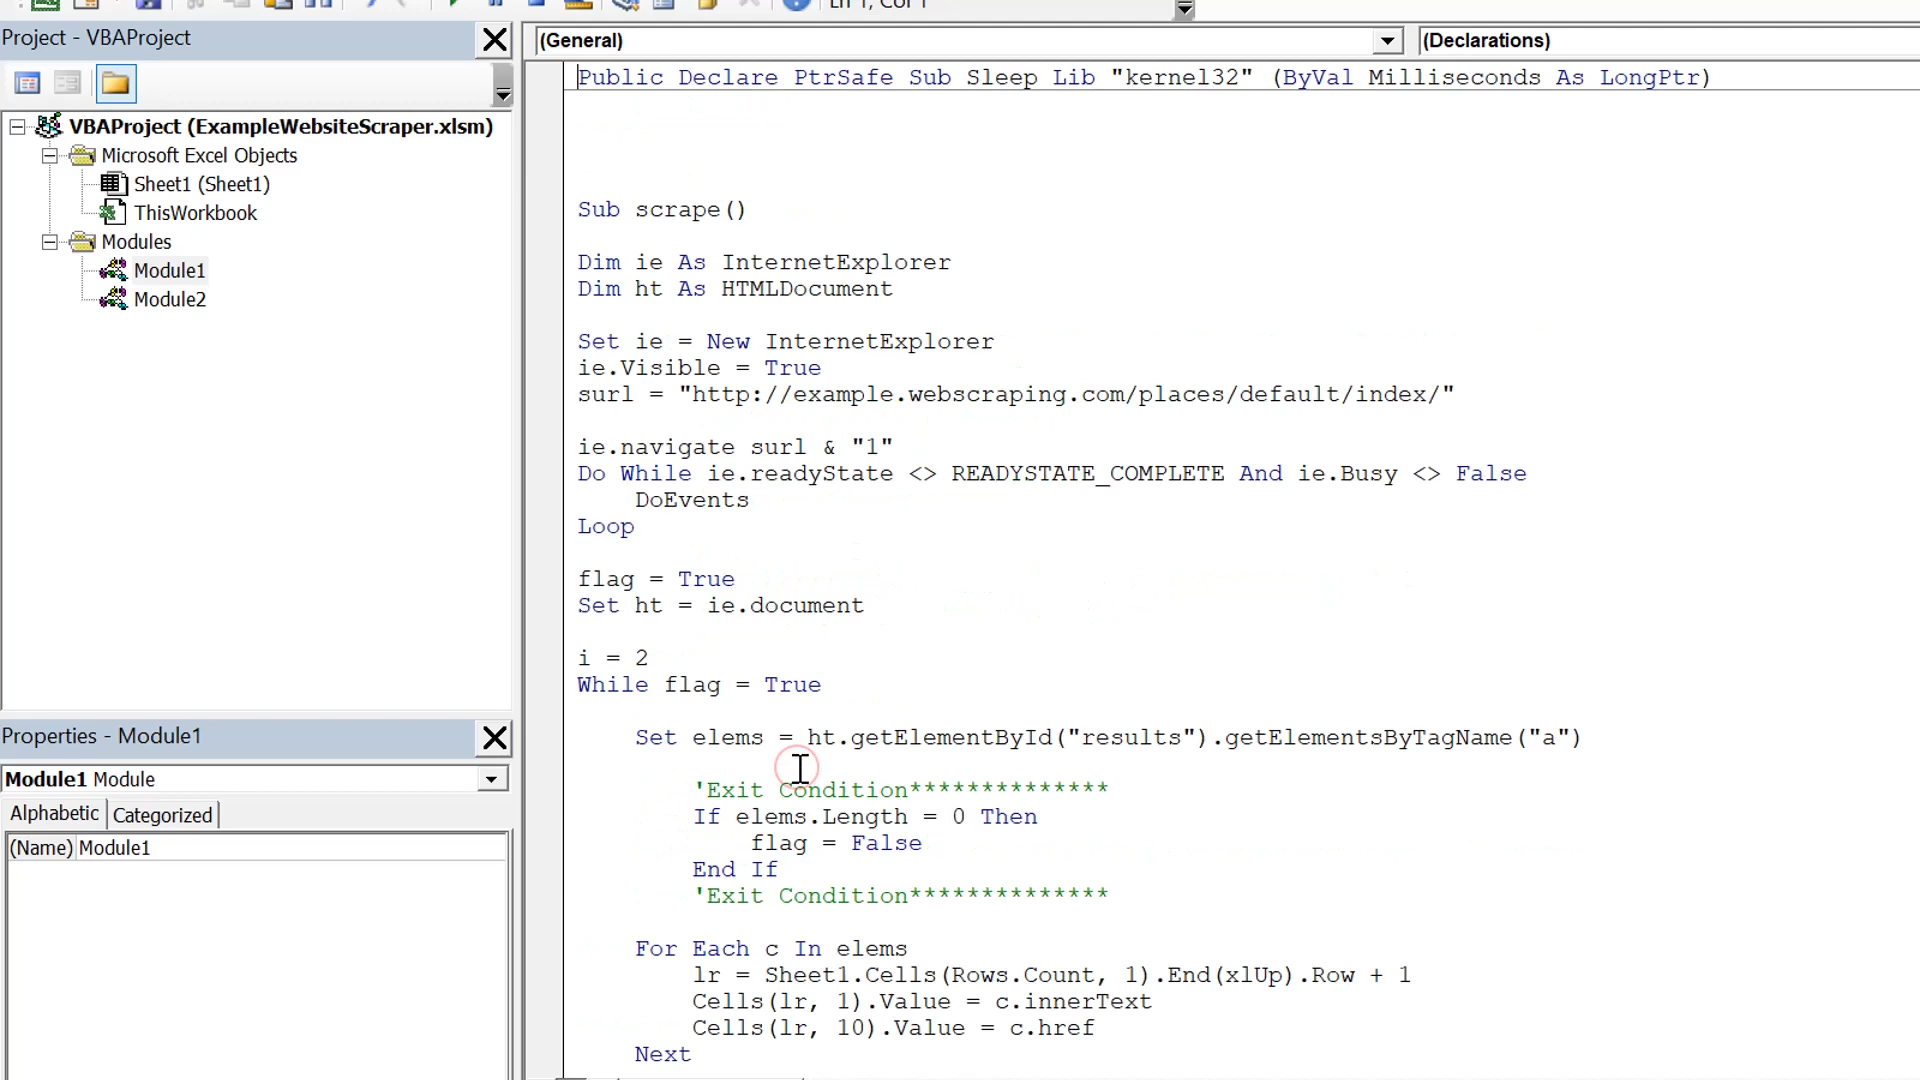 Ln 1, Col 1
Project - VBAProject
(General)
(Declarations)
VBAProject (ExampleWebsiteScraper.xlsm)
Microsoft Excel Objects
Sheet1 (Sheet1)
ThisWorkbook
Modules
Module1
Module2
Properties - Module1
Module1 Module
Alphabetic
Categorized
(Name) Module1
Public Declare PtrSafe Sub Sleep Lib "kernel32" (ByVal Milliseconds As LongPtr)
Sub scrape()
Dim ie As InternetExplorer
Dim ht As HTMLDocument
Set ie = New InternetExplorer
ie.Visible = True
surl = "http://example.webscraping.com/places/default/index/"
ie.navigate surl & "1"
Do While ie.readyState <> READYSTATE_COMPLETE And ie.Busy <> False
DoEvents
Loop
flag = True
Set ht = ie.document
i = 2
While flag = True
Set elems = ht.getElementById("results").getElementsByTagName("a")
'Exit Condition**************
If elems.Length = 0 Then
flag = False
End If
'Exit Condition**************
For Each c In elems
lr = Sheet1.Cells(Rows.Count, 1).End(xlUp).Row + 1
Cells(lr, 1).Value = c.innerText
Cells(lr, 10).Value = c.href
Next